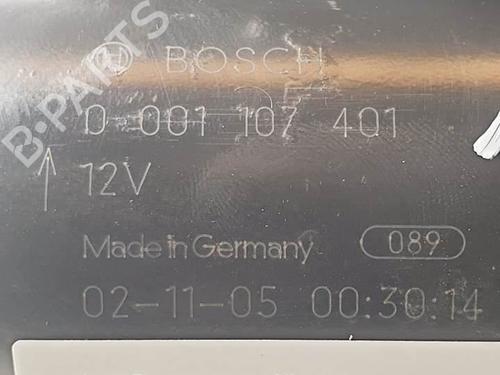 BOSCH
0 001 107 401
12V
Made in Germany 089
02-11-05 00:30:14
B-PARTS